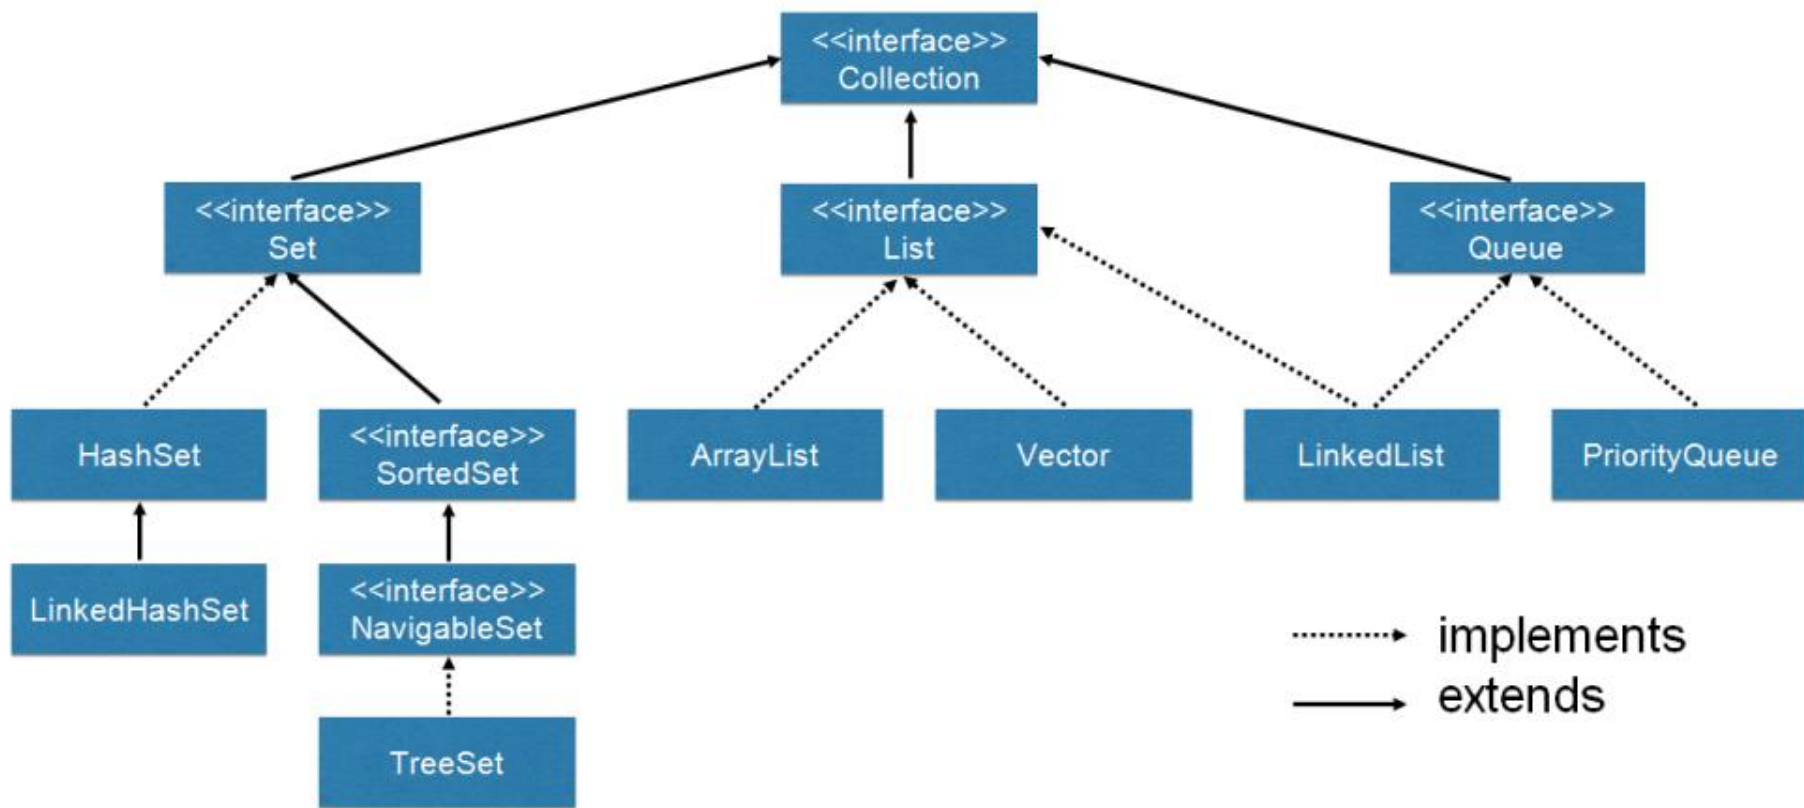 <<interface>>
Collection
<<interface>>
Set
<<interface>>
List
<<interface>>
Queue
HashSet
<<interface>>
SortedSet
ArrayList
Vector
LinkedList
PriorityQueue
LinkedHashSet
<<interface>>
NavigableSet
TreeSet
implements
extends